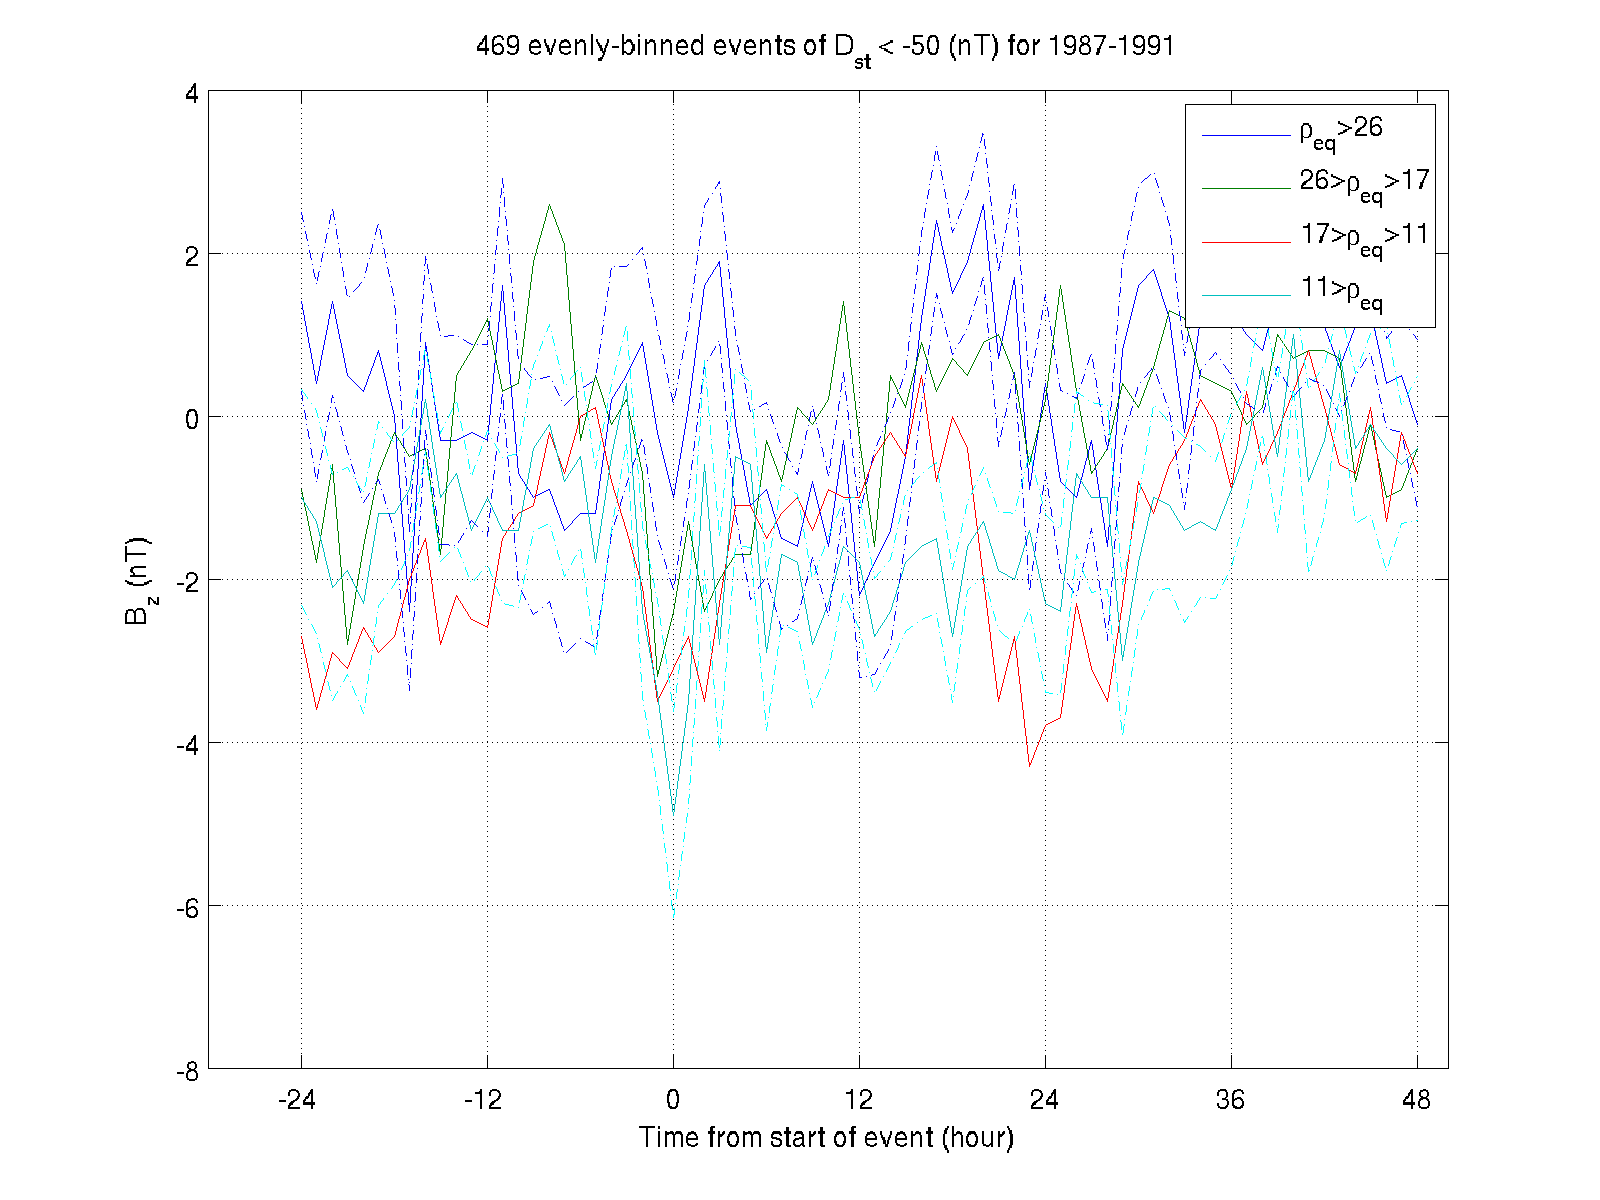 469 evenly-binned events of D_st < -50 (nT) for 1987-1991
4
2
0
-2
-4
-6
-8
B_z (nT)
ρ_eq>26
26>ρ_eq>17
17>ρ_eq>11
11>ρ_eq
-24 -12 0 12 24 36 48
Time from start of event (hour)